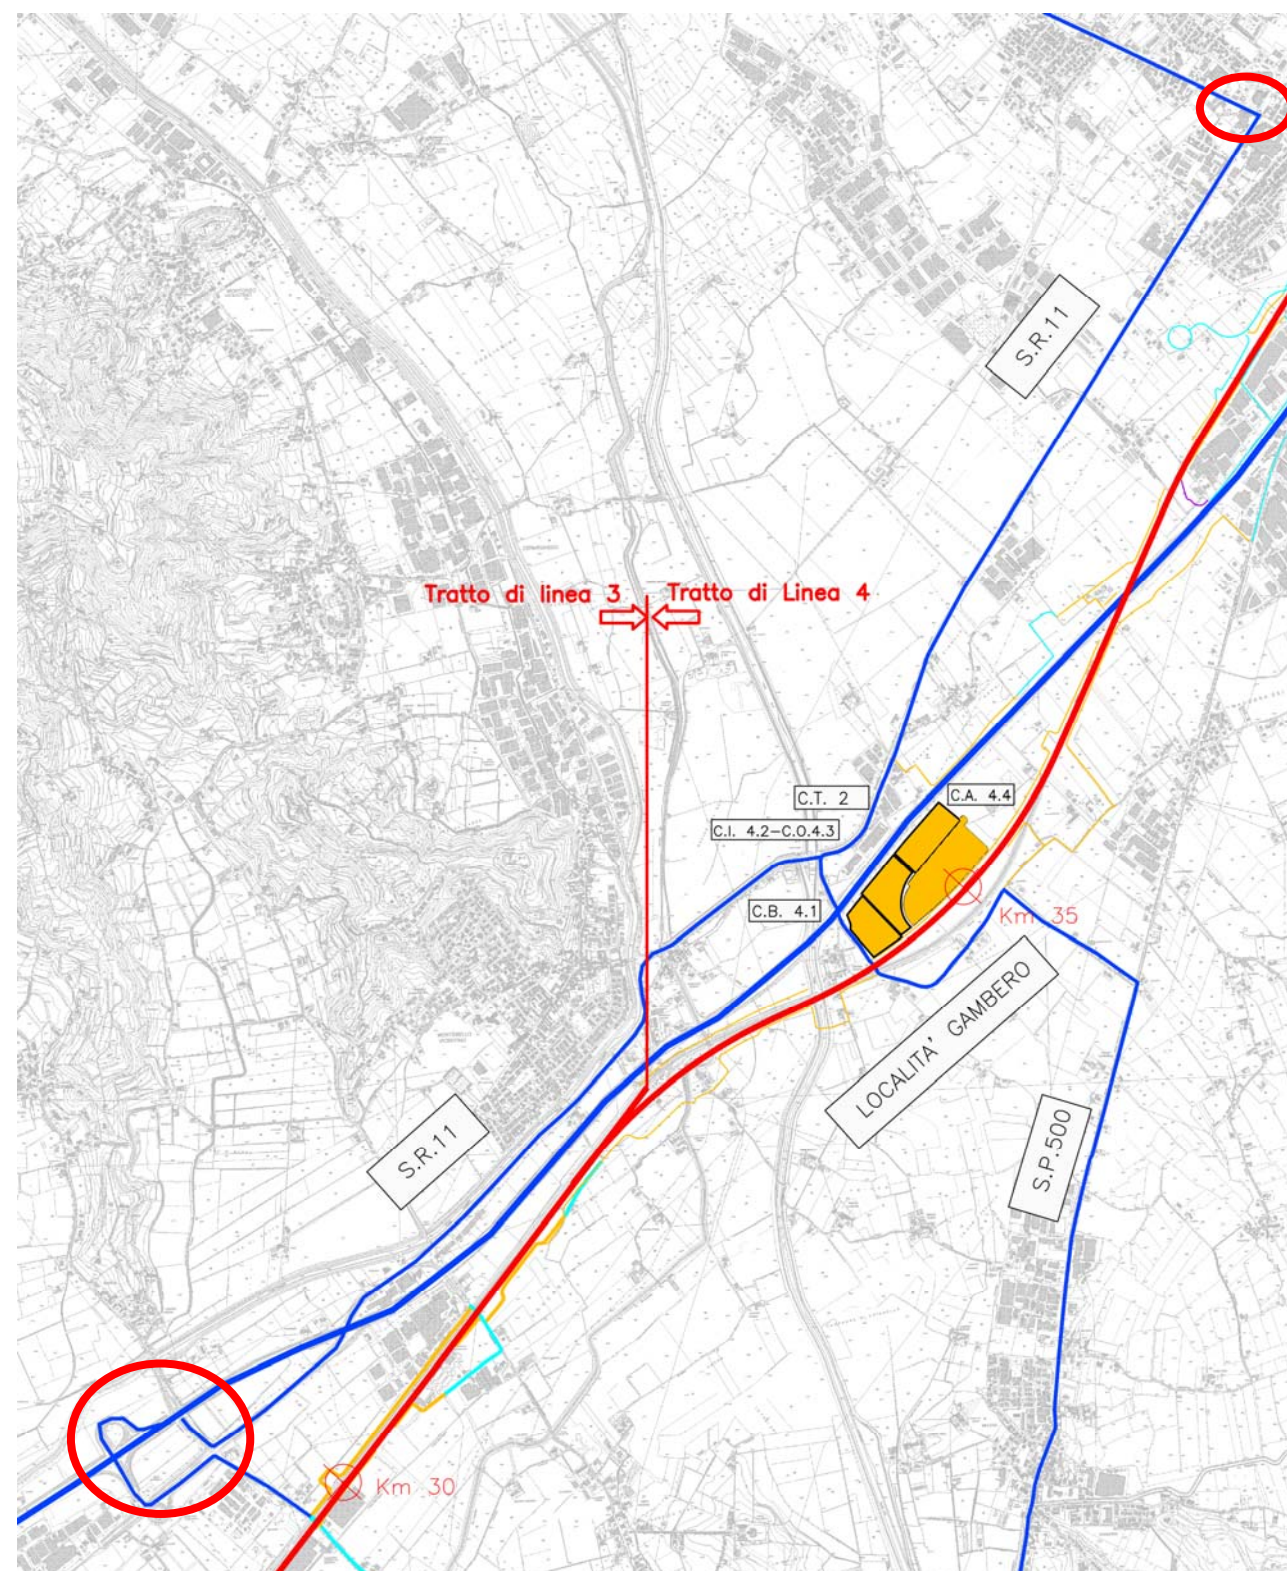 S.R.11
Tratto di linea 3
Tratto di Linea 4
C.T. 2
C.A. 4.4
C.I. 4.2-C.O.4.3
C.B. 4.1
Km 35
LOCALITA' GAMBERO
S.R.11
S.P.500
Km 30